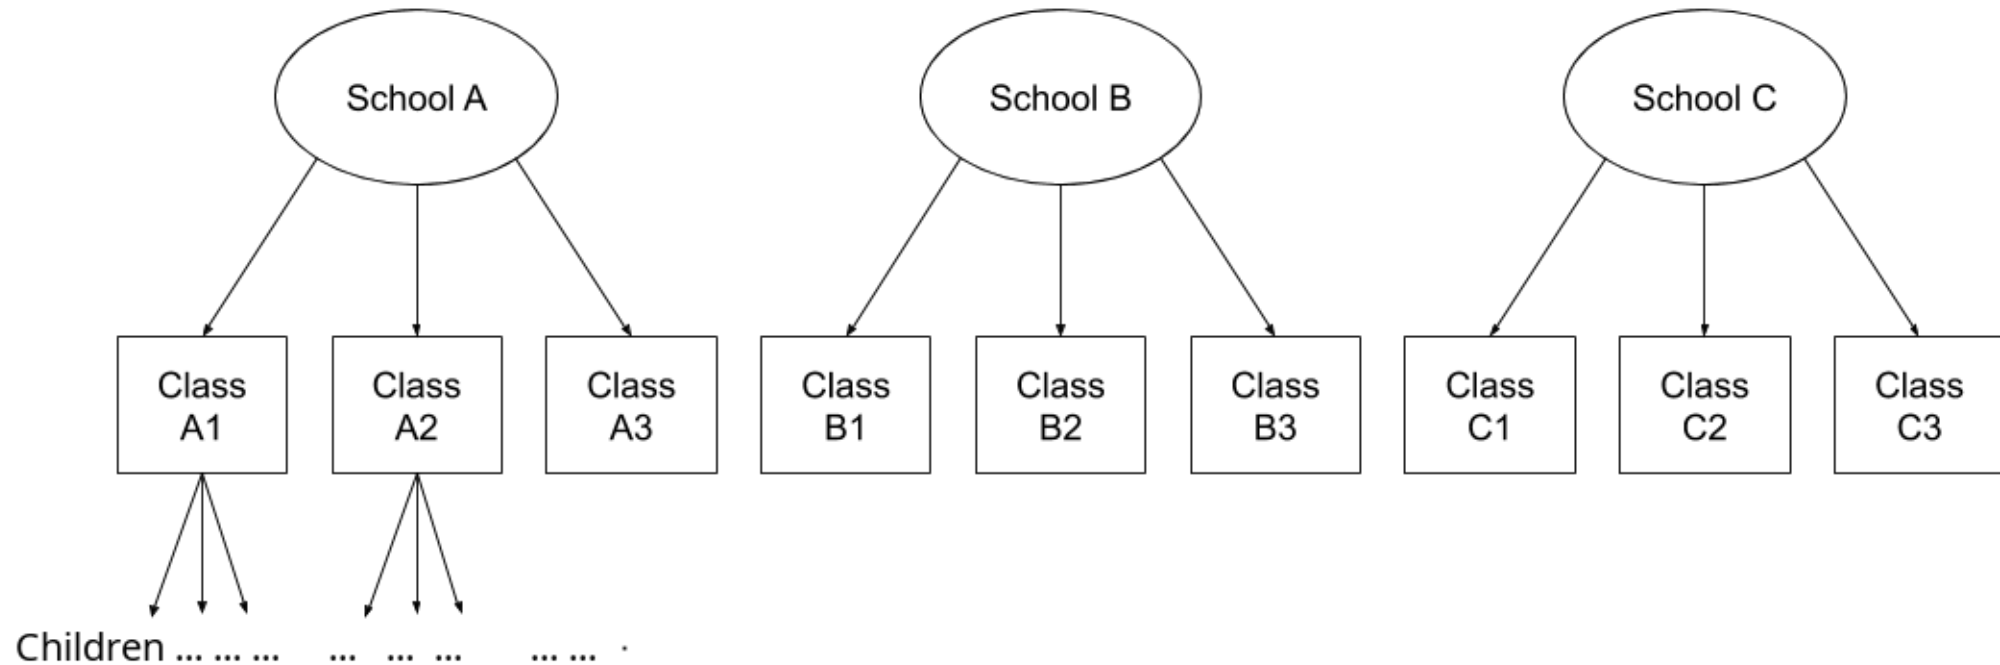 School A
School B
School C
Class
A1
Class
A2
Class
A3
Class
B1
Class
B2
Class
B3
Class
C1
Class
C2
Class
C3
Children ... ... ... ... ... ... ... ... .